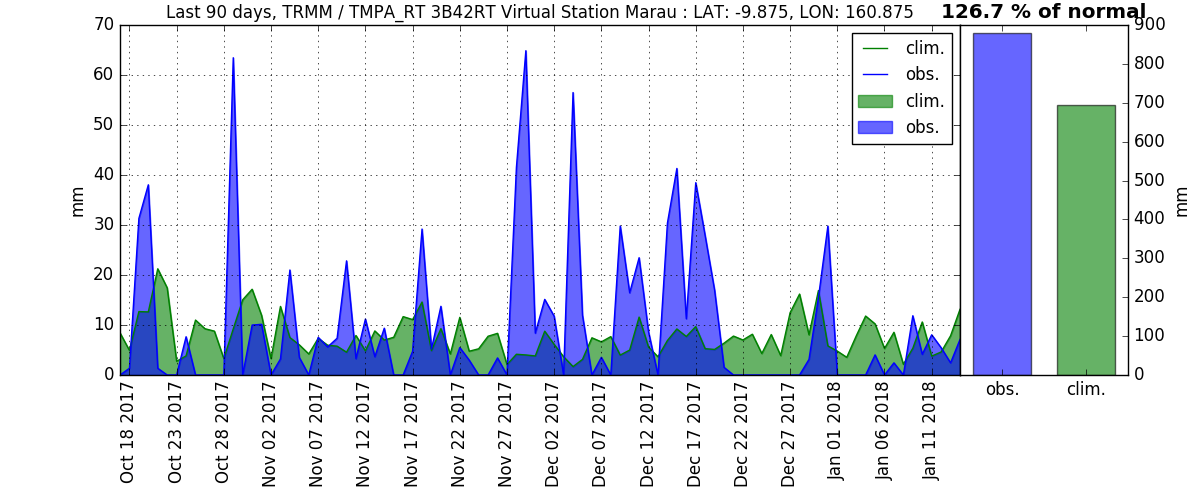 Last 90 days, TRMM / TMPA_RT 3B42RT Virtual Station Marau : LAT: -9.875, LON: 160.875
126.7 % of normal
70
60
50
40
30
20
10
0
mm
clim.
obs.
clim.
obs.
900
800
700
600
500
400
300
200
100
0
mm
obs.
clim.
Oct 18 2017
Oct 23 2017
Oct 28 2017
Nov 02 2017
Nov 07 2017
Nov 12 2017
Nov 17 2017
Nov 22 2017
Nov 27 2017
Dec 02 2017
Dec 07 2017
Dec 12 2017
Dec 17 2017
Dec 22 2017
Dec 27 2017
Jan 01 2018
Jan 06 2018
Jan 11 2018